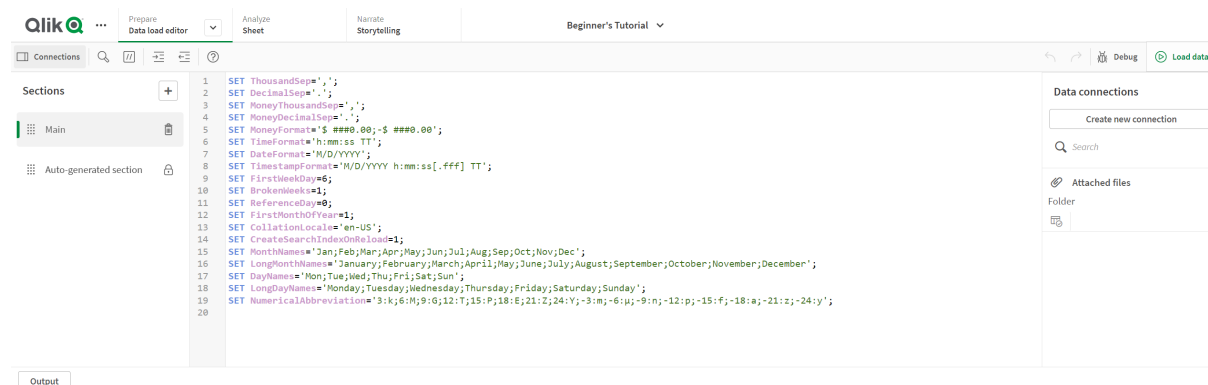 Qlik
Prepare
Data load editor
Analyze
Sheet
Narrate
Storytelling
Beginner's Tutorial
Connections
Debug
Load data
Sections
Main
Auto-generated section
1 SET ThousandSep=',';
2 SET DecimalSep='.';
3 SET MoneyThousandSep=',';
4 SET MoneyDecimalSep='.';
5 SET MoneyFormat='$ ###0.00;-$ ###0.00';
6 SET TimeFormat='h:mm:ss TT';
7 SET DateFormat='M/D/YYYY';
8 SET TimestampFormat='M/D/YYYY h:mm:ss[.fff] TT';
9 SET FirstWeekDay=6;
10 SET BrokenWeeks=1;
11 SET ReferenceDay=0;
12 SET FirstMonthOfYear=1;
13 SET CollationLocale='en-US';
14 SET CreateSearchIndexOnReload=1;
15 SET MonthNames='Jan;Feb;Mar;Apr;May;Jun;Jul;Aug;Sep;Oct;Nov;Dec';
16 SET LongMonthNames='January;February;March;April;May;June;July;August;September;October;November;December';
17 SET DayNames='Mon;Tue;Wed;Thu;Fri;Sat;Sun';
18 SET LongDayNames='Monday;Tuesday;Wednesday;Thursday;Friday;Saturday;Sunday';
19 SET NumericalAbbreviation='3:k;6:M;9:G;12:T;15:P;18:E;21:Z;24:Y;-3:m;-6:μ;-9:n;-12:p;-15:f;-18:a;-21:z;-24:y';
20
Data connections
Create new connection
Search
Attached files
Folder
Output